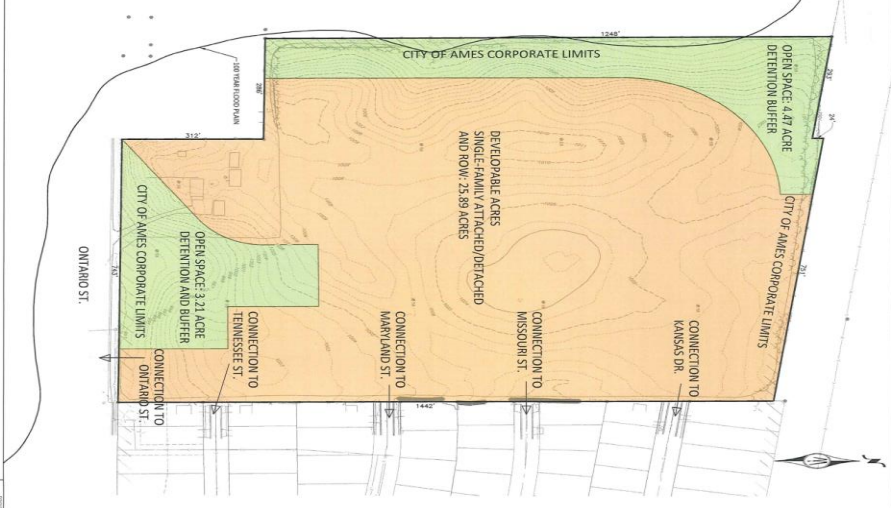 1248'
CITY OF AMES CORPORATE LIMITS
OPEN SPACE: 4.47 ACRE
DETENTION BUFFER
24'
100 YEAR FLOOD PLAIN
286'
312'
DEVELOPABLE ACRES
SINGLE-FAMILY ATTACHED/DETACHED
AND ROW: 25.89 ACRES
CITY OF AMES CORPORATE LIMITS
CITY OF AMES CORPORATE LIMITS
OPEN SPACE: 3.21 ACRE
DETENTION AND BUFFER
ONTARIO ST.
CONNECTION TO
ONTARIO ST.
CONNECTION TO
TENNESSEE ST.
CONNECTION TO
MARYLAND ST.
CONNECTION TO
MISSOURI ST.
CONNECTION TO
KANSAS DR.
1442'
N